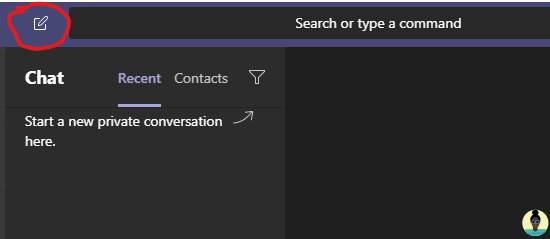 Search or type a command
Chat
Recent
Contacts
Start a new private conversation
here.